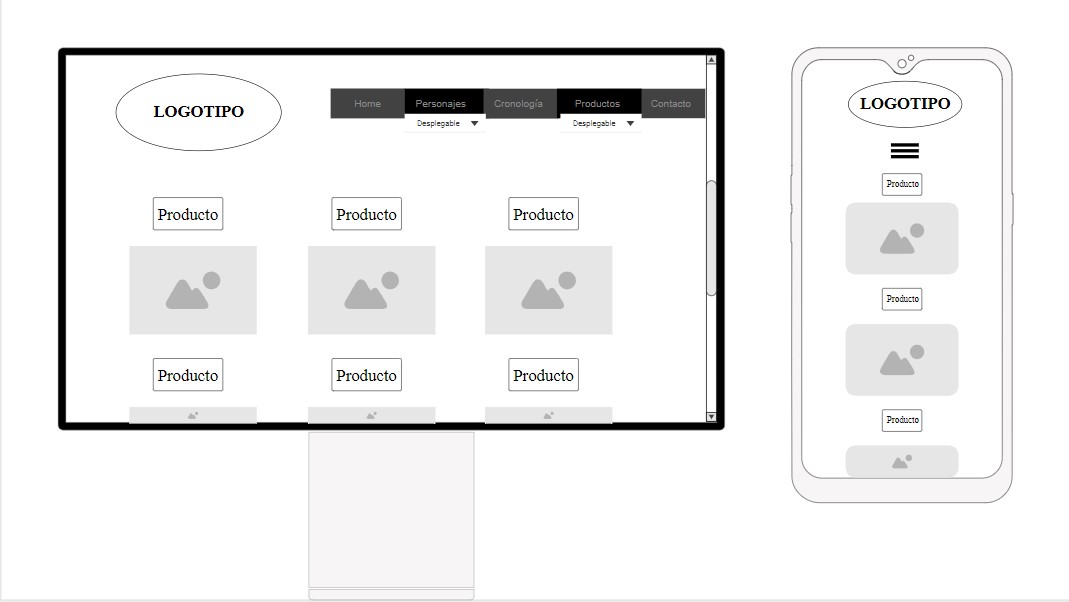 LOGOTIPO
Home Personajes Cronología Productos Contacto
Desplegable Desplegable
Producto Producto Producto
Producto Producto Producto
LOGOTIPO
Producto
Producto
Producto